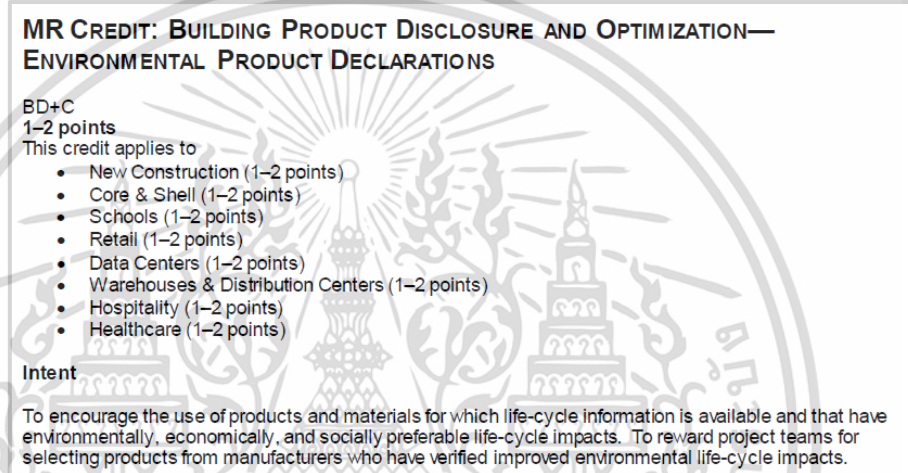 MR CREDIT: BUILDING PRODUCT DISCLOSURE AND OPTIMIZATION—
ENVIRONMENTAL PRODUCT DECLARATIONS
BD+C
1–2 points
This credit applies to
• New Construction (1–2 points)
• Core & Shell (1–2 points)
• Schools (1–2 points)
• Retail (1–2 points)
• Data Centers (1–2 points)
• Warehouses & Distribution Centers (1–2 points)
• Hospitality (1–2 points)
• Healthcare (1–2 points)
Intent
To encourage the use of products and materials for which life-cycle information is available and that have
environmentally, economically, and socially preferable life-cycle impacts. To reward project teams for
selecting products from manufacturers who have verified improved environmental life-cycle impacts.